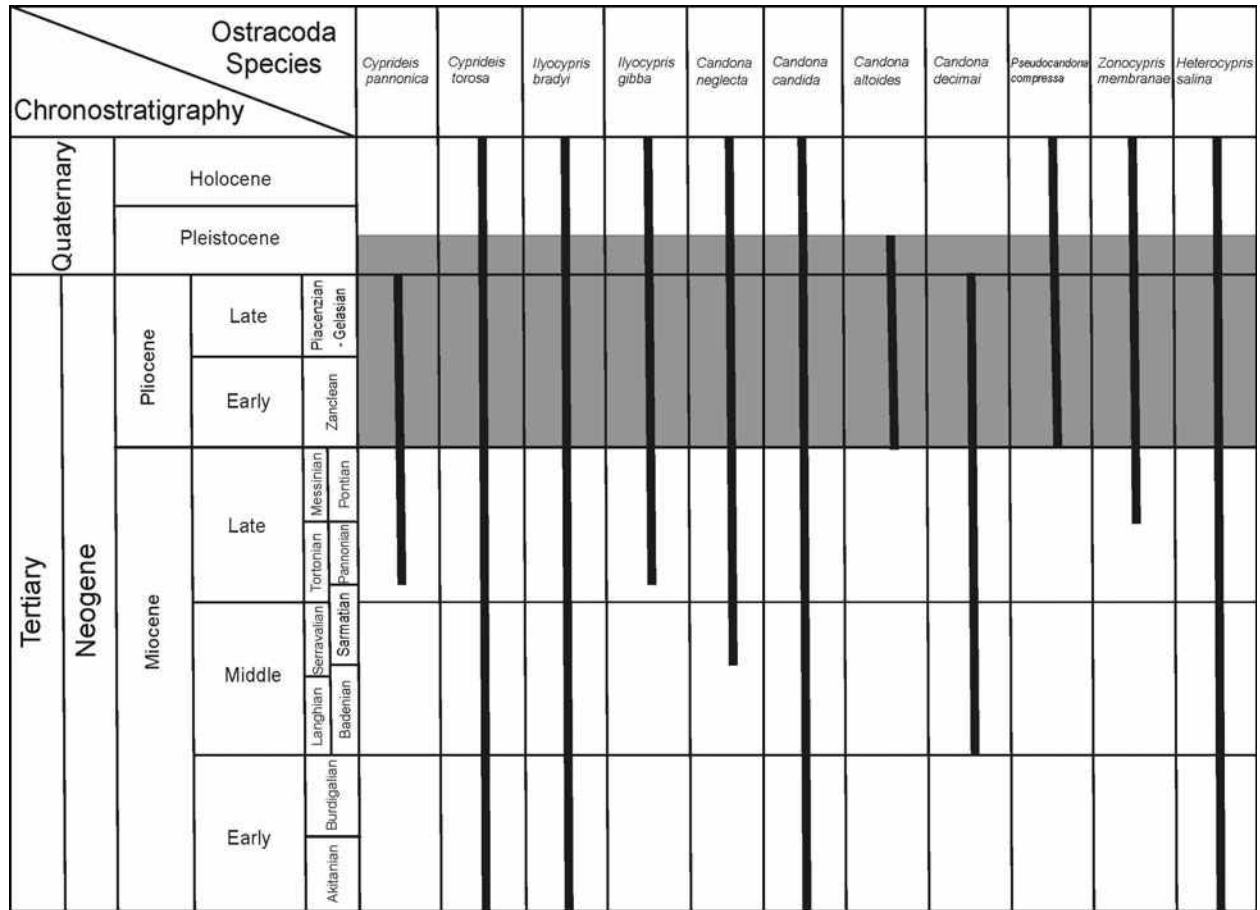 Ostracoda
Species
Chronostratigraphy
Cyprideis
pannonica
Cyprideis
torosa
Ilyocypris
bradyi
Ilyocypris
gibba
Candona
neglecta
Candona
candida
Candona
altoides
Candona
decimai
Pseudocandona
compressa
Zonocypris
membranae
Heterocypris
salina
Quaternary
Holocene
Pleistocene
Tertiary
Neogene
Pliocene
Late
Piacenzian
- Gelasian
Early
Zanclean
Miocene
Late
Messinian
Pontian
Tortonian
Pannonian
Middle
Serravalian
Sarmatian
Langhian
Badenian
Early
Burdigalian
Akitanian